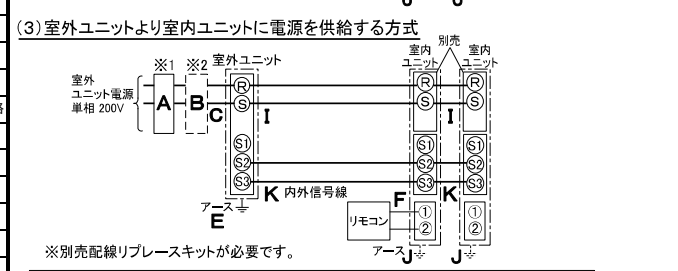 (3)室外ユニットより室内ユニットに電源を供給する方式
※1 ※2 室外ユニット
室内ユニット
別売
室内ユニット
室外
ユニット電源
単相 200V
A
B
C
R
S
S1
S2
S3
I
R
S
S1
S2
S3
I
R
S
S1
S2
S3
K 内外信号線
F
K
アース
E
リモコン
①
②
①
②
アース
J
J
※別売配線リプレースキットが必要です。